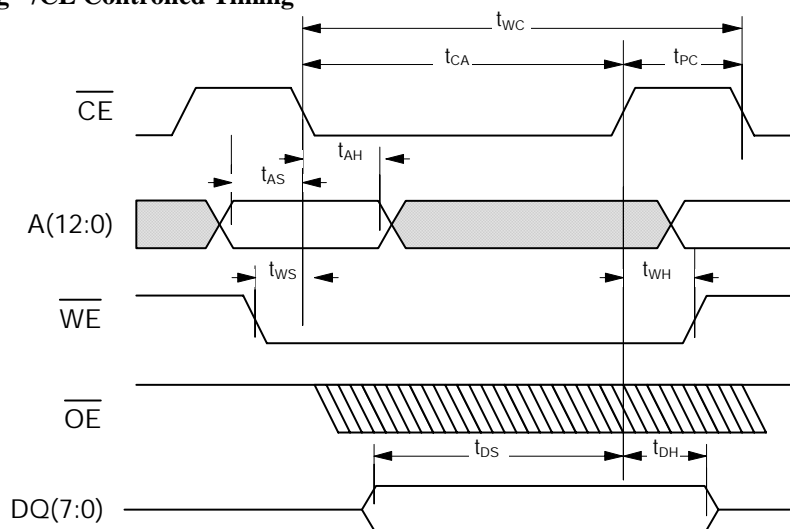 g /CE Controlled Timing
tWC
tCA
tPC
CE
tAH
tAS
A(12:0)
tWS
tWH
WE
OE
tDS
tDH
DQ(7:0)